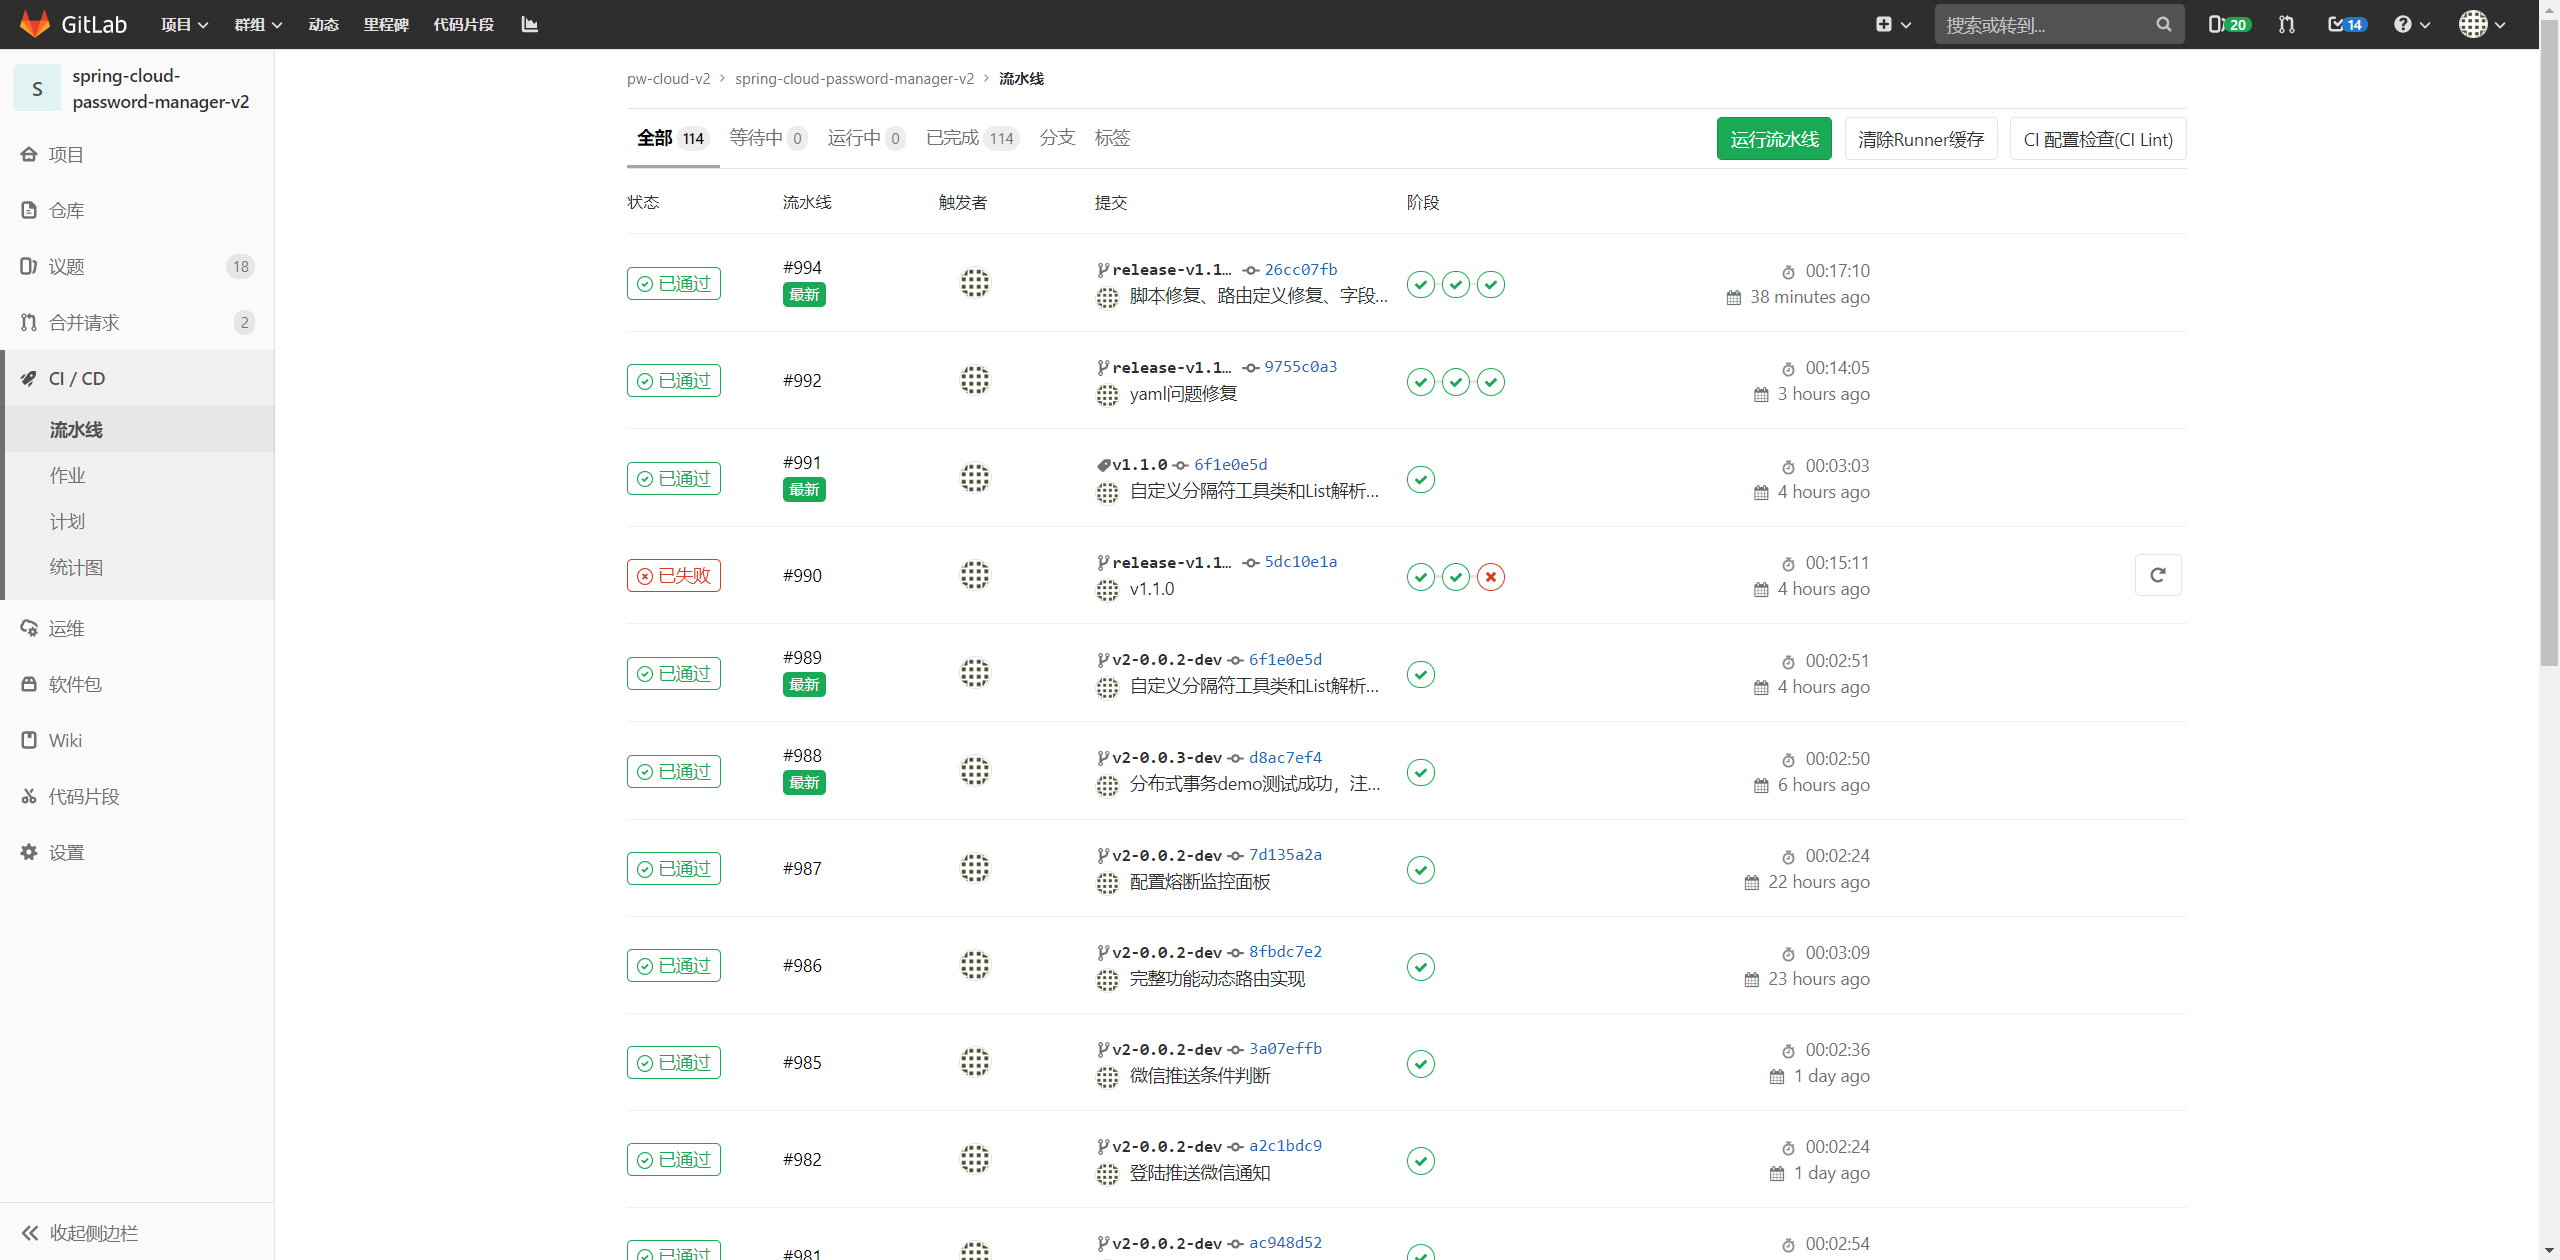 GitLab 项目 群组 动态 里程碑 代码片段 搜索或转到... 20 14
S spring-cloud-password-manager-v2
项目
仓库
议题 18
合并请求 2
CI / CD
流水线
作业
计划
统计图
运维
软件包
Wiki
代码片段
设置
收起侧边栏
pw-cloud-v2 › spring-cloud-password-manager-v2 › 流水线
全部 114 等待中 0 运行中 0 已完成 114 分支 标签 运行流水线 清除Runner缓存 CI 配置检查(CI Lint)
状态 流水线 触发者 提交 阶段
已通过 #994 最新 release-v1.1... 26cc07fb 00:17:10
脚本修复、路由定义修复、字段... 38 minutes ago
已通过 #992 release-v1.1... 9755c0a3 00:14:05
yaml问题修复 3 hours ago
已通过 #991 最新 v1.1.0 6f1e0e5d 00:03:03
自定义分隔符工具类和List解析... 4 hours ago
已失败 #990 release-v1.1... 5dc10e1a 00:15:11
v1.1.0 4 hours ago
已通过 #989 最新 v2-0.0.2-dev 6f1e0e5d 00:02:51
自定义分隔符工具类和List解析... 4 hours ago
已通过 #988 最新 v2-0.0.3-dev d8ac7ef4 00:02:50
分布式事务demo测试成功，注... 6 hours ago
已通过 #987 v2-0.0.2-dev 7d135a2a 00:02:24
配置熔断监控面板 22 hours ago
已通过 #986 v2-0.0.2-dev 8fbdc7e2 00:03:09
完整功能动态路由实现 23 hours ago
已通过 #985 v2-0.0.2-dev 3a07effb 00:02:36
微信推送条件判断 1 day ago
已通过 #982 v2-0.0.2-dev a2c1bdc9 00:02:24
登陆推送微信通知 1 day ago
已通过 #981 v2-0.0.2-dev ac948d52 00:02:54